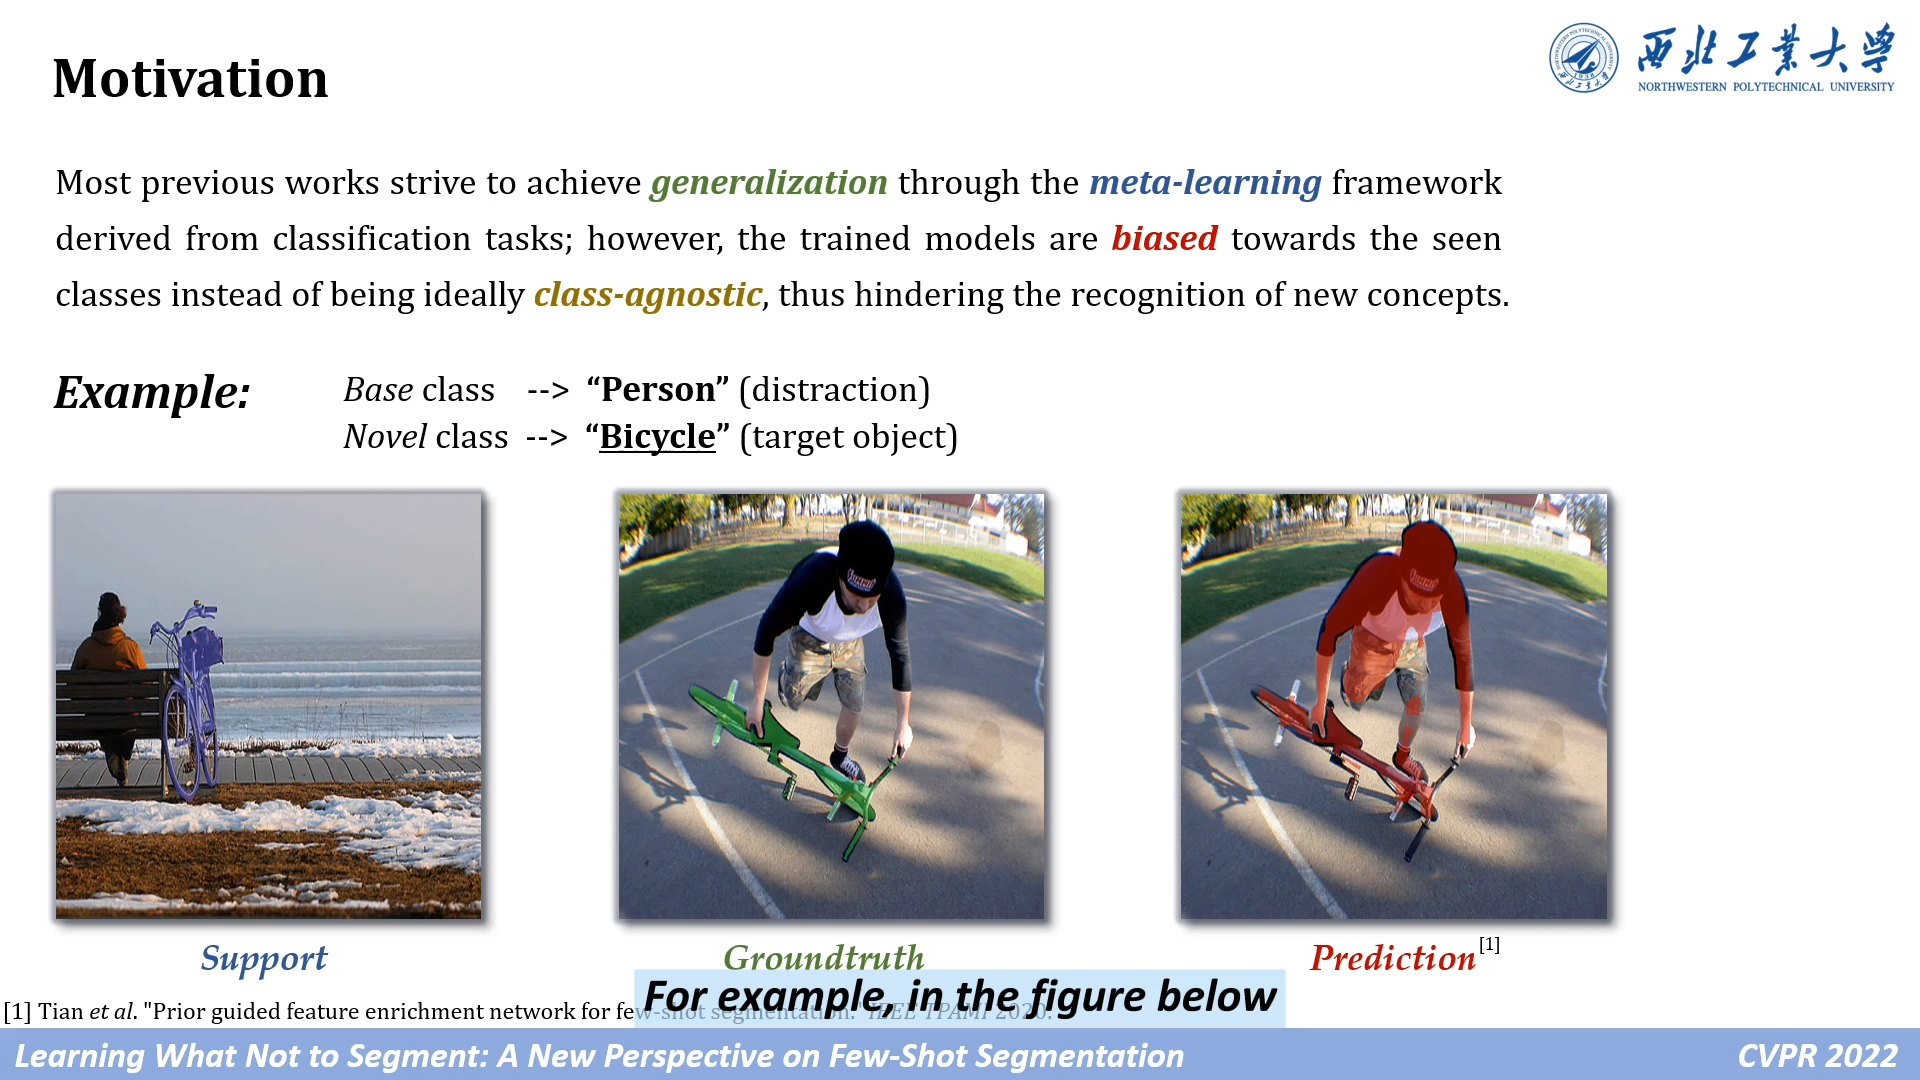 Motivation
西北工业大学
NORTHWESTERN POLYTECHNICAL UNIVERSITY
Most previous works strive to achieve generalization through the meta-learning framework
derived from classification tasks; however, the trained models are biased towards the seen
classes instead of being ideally class-agnostic, thus hindering the recognition of new concepts.
Example:
Base class --> “Person” (distraction)
Novel class --> “Bicycle” (target object)
Support
Groundtruth
Prediction[1]
[1] Tian et al. "Prior guided feature enrichment network for few-shot segmentation." IEEE TPAMI 2020.
For example, in the figure below
Learning What Not to Segment: A New Perspective on Few-Shot Segmentation
CVPR 2022